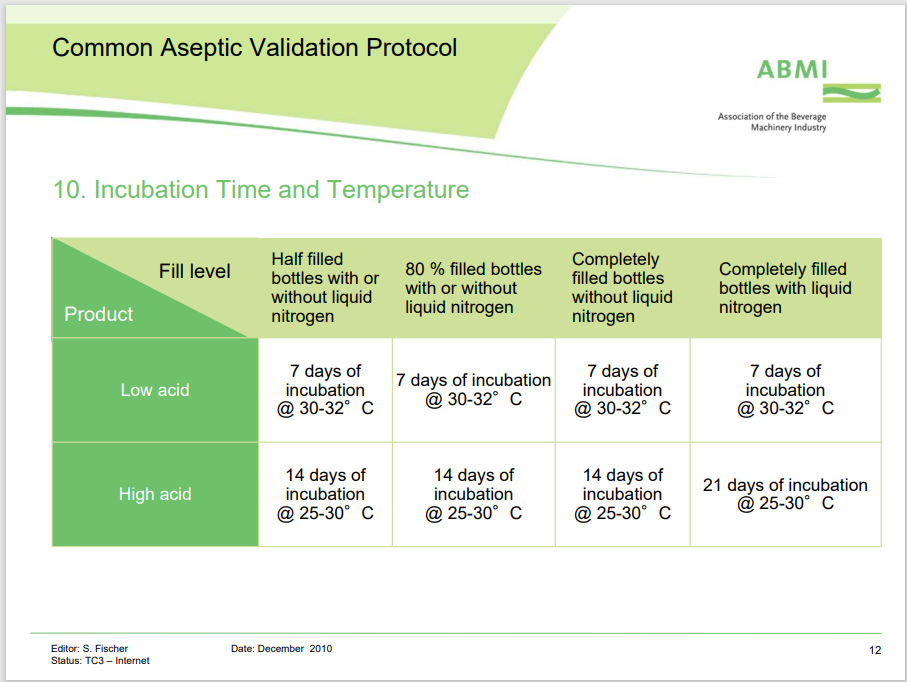 Common Aseptic Validation Protocol
ABMI
Association of the Beverage
Machinery Industry
10. Incubation Time and Temperature
Fill level
Product
Half filled
bottles with or
without liquid
nitrogen
80 % filled bottles
with or without
liquid nitrogen
Completely
filled bottles
without liquid
nitrogen
Completely filled
bottles with liquid
nitrogen
Low acid
7 days of
incubation
@ 30-32° C
7 days of incubation
@ 30-32° C
7 days of
incubation
@ 30-32° C
7 days of
incubation
@ 30-32° C
High acid
14 days of
incubation
@ 25-30° C
14 days of
incubation
@ 25-30° C
14 days of
incubation
@ 25-30° C
21 days of incubation
@ 25-30° C
Editor: S. Fischer
Status: TC3 – Internet
Date: December 2010
12